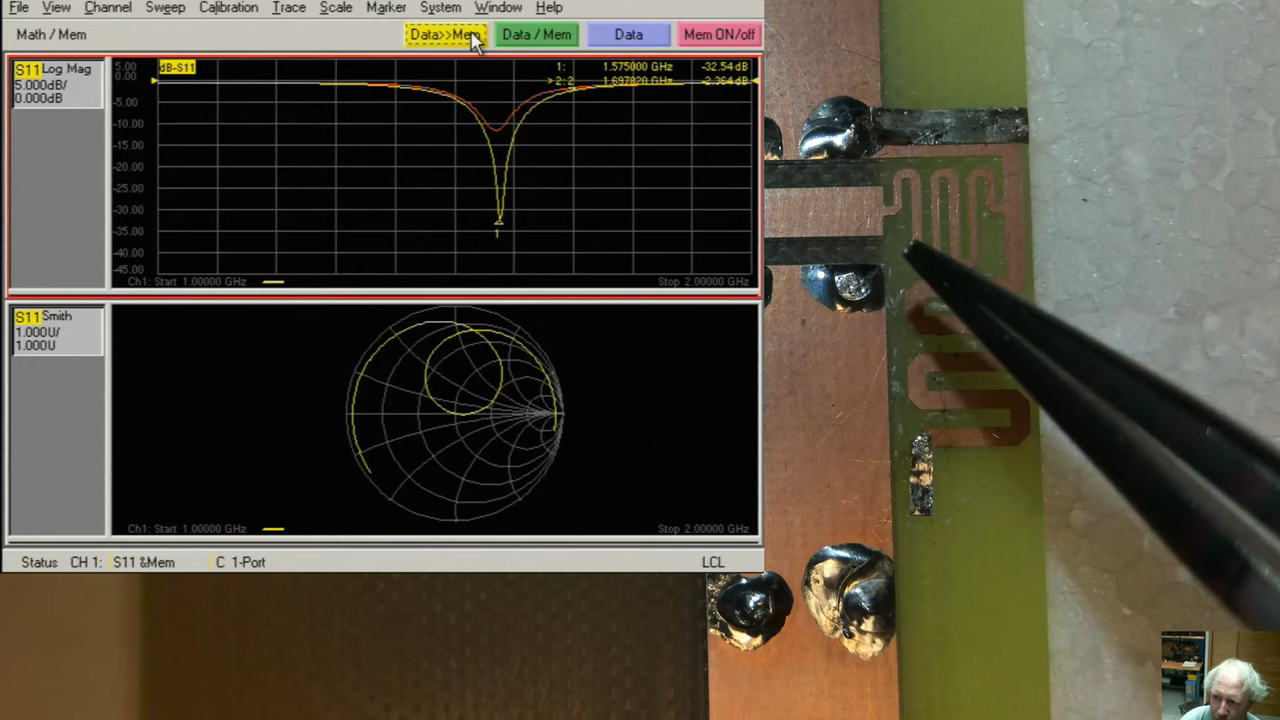 File View Channel Sweep Calibration Trace Scale Marker System Window Help
Math / Mem Data>>Mem Data / Mem Data Mem ON/off
S11 Log Mag
5.000dB/
0.000dB
dB-S11
1: 1.575000 GHz -32.54 dB
> 2: 2: 1.697820 GHz -2.364 dB
5.00
0.00
-5.00
-10.00
-15.00
-20.00
-25.00
-30.00
-35.00
-40.00
-45.00
1
Ch1: Start 1.00000 GHz Stop 2.00000 GHz
S11 Smith
1.000U/
1.000U
Ch1: Start 1.00000 GHz Stop 2.00000 GHz
Status CH 1: S11 &Mem C 1-Port LCL